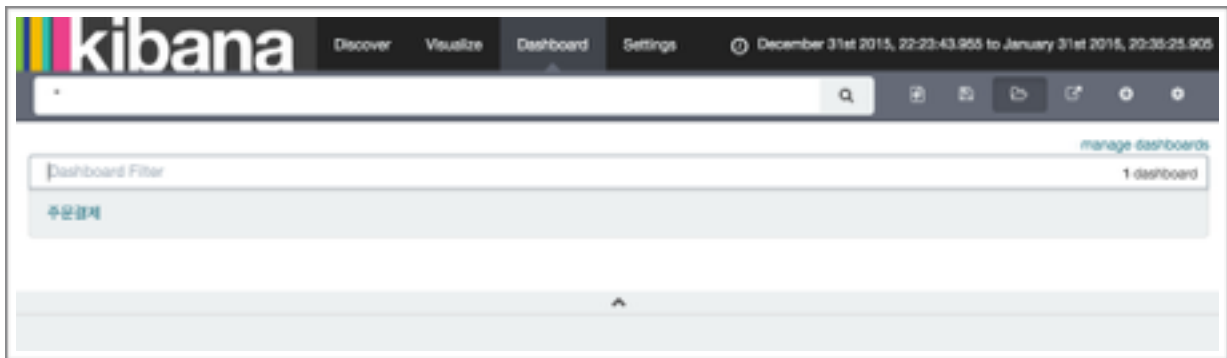 kibana Discover Visualize Dashboard Settings December 31st 2015, 22:23:43.955 to January 31st 2016, 20:35:25.905
*
manage dashboards
Dashboard Filter 1 dashboard
주문결제